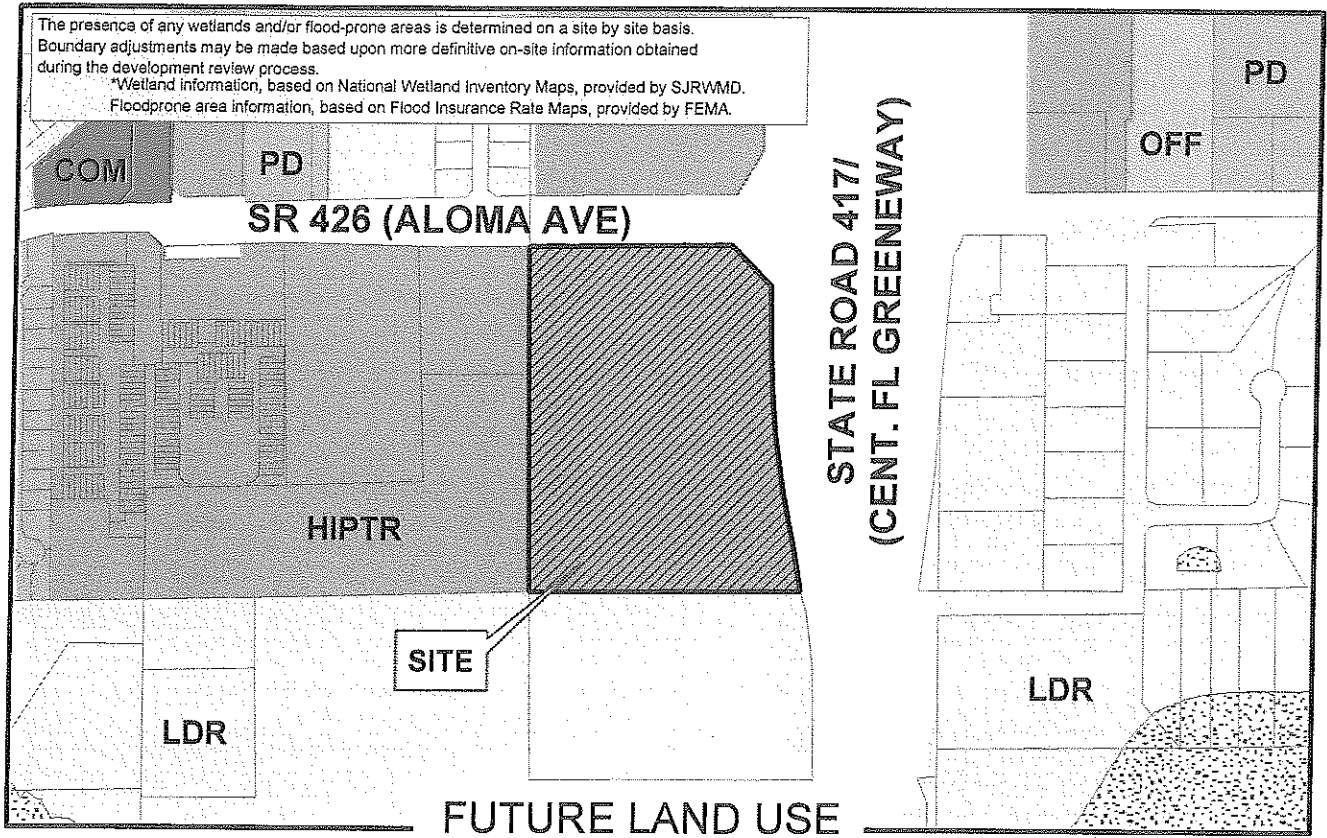 The presence of any wetlands and/or flood-prone areas is determined on a site by site basis.
Boundary adjustments may be made based upon more definitive on-site information obtained
during the development review process.
*Wetland information, based on National Wetland Inventory Maps, provided by SJRWMD.
Floodprone area information, based on Flood Insurance Rate Maps, provided by FEMA.
PD
OFF
COM
PD
SR 426 (ALOMA AVE)
STATE ROAD 417/
(CENT. FL GREENEWAY)
HIPTR
SITE
LDR
LDR
FUTURE LAND USE